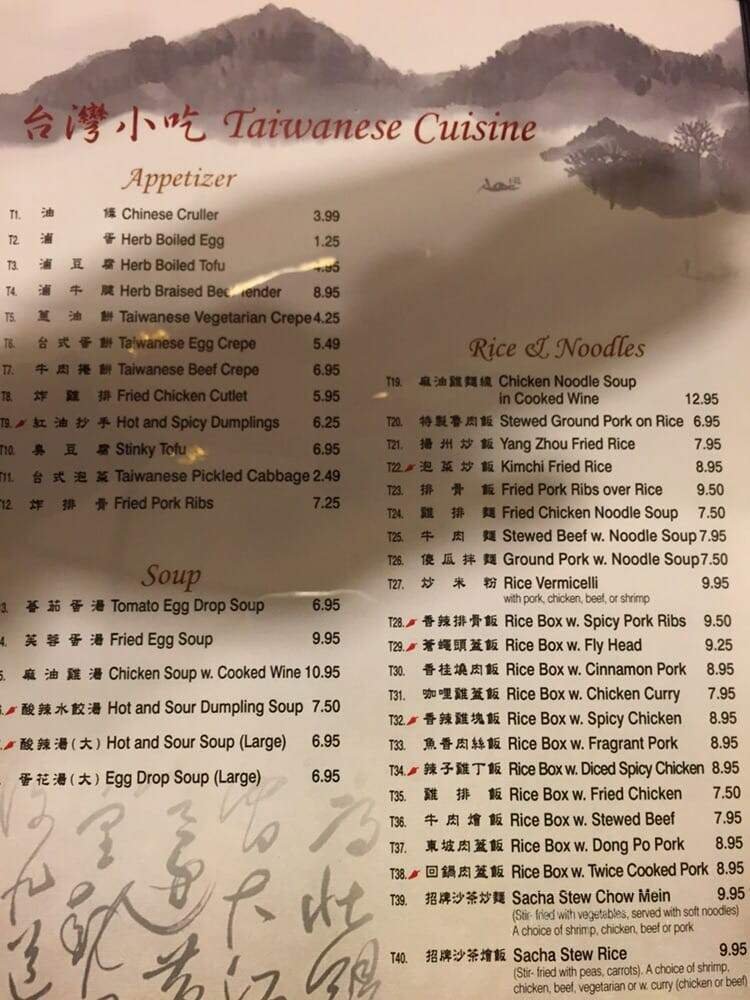 台灣小吃 Taiwanese Cuisine
Appetizer
T1. 油 條 Chinese Cruller 3.99
T2. 滷 蛋 Herb Boiled Egg 1.25
T3. 滷 豆 腐 Herb Boiled Tofu 4.95
T4. 滷 牛 腱 Herb Braised Beef Tender 8.95
T5. 蔥 油 餅 Taiwanese Vegetarian Crepe 4.25
T6. 台 式 蛋 餅 Taiwanese Egg Crepe 5.49
T7. 牛 肉 捲 餅 Taiwanese Beef Crepe 6.95
T8. 炸 雞 排 Fried Chicken Cutlet 5.95
T9. 紅 油 抄 手 Hot and Spicy Dumplings 6.25
T10. 臭 豆 腐 Stinky Tofu 6.95
T11. 台 式 泡 菜 Taiwanese Pickled Cabbage 2.49
T12. 炸 排 骨 Fried Pork Ribs 7.25
Soup
3. 蕃 茄 蛋 湯 Tomato Egg Drop Soup 6.95
4. 芙 蓉 蛋 湯 Fried Egg Soup 9.95
5. 麻 油 雞 湯 Chicken Soup w. Cooked Wine 10.95
酸辣水餃湯 Hot and Sour Dumpling Soup 7.50
酸辣湯(大) Hot and Sour Soup (Large) 6.95
蛋花湯(大) Egg Drop Soup (Large) 6.95
Rice & Noodles
T19. 麻油雞麵線 Chicken Noodle Soup
in Cooked Wine 12.95
T20. 特製魯肉飯 Stewed Ground Pork on Rice 6.95
T21. 揚 州 炒 飯 Yang Zhou Fried Rice 7.95
T22. 泡 菜 炒 飯 Kimchi Fried Rice 8.95
T23. 排 骨 飯 Fried Pork Ribs over Rice 9.50
T24. 雞 排 麵 Fried Chicken Noodle Soup 7.50
T25. 牛 肉 麵 Stewed Beef w. Noodle Soup 7.95
T26. 傻 瓜 拌 麵 Ground Pork w. Noodle Soup 7.50
T27. 炒 米 粉 Rice Vermicelli 9.95
with pork, chicken, beef, or shrimp
T28. 香辣排骨飯 Rice Box w. Spicy Pork Ribs 9.50
T29. 蒼蠅頭蓋飯 Rice Box w. Fly Head 9.25
T30. 香桂燒肉飯 Rice Box w. Cinnamon Pork 8.95
T31. 咖哩雞蓋飯 Rice Box w. Chicken Curry 7.95
T32. 香辣雞塊飯 Rice Box w. Spicy Chicken 8.95
T33. 魚香肉絲飯 Rice Box w. Fragrant Pork 8.95
T34. 辣子雞丁飯 Rice Box w. Diced Spicy Chicken 8.95
T35. 雞 排 飯 Rice Box w. Fried Chicken 7.50
T36. 牛 肉 燴 飯 Rice Box w. Stewed Beef 7.95
T37. 東坡肉蓋飯 Rice Box w. Dong Po Pork 8.95
T38. 回鍋肉蓋飯 Rice Box w. Twice Cooked Pork 8.95
T39. 招牌沙茶炒麵 Sacha Stew Chow Mein 9.95
(Stir- fried with vegetables, served with soft noodles)
A choice of shrimp, chicken, beef or pork
T40. 招牌沙茶燴飯 Sacha Stew Rice 9.95
(Stir- fried with peas, carrots). A choice of shrimp,
chicken, beef, vegetarian or w. curry (chicken or beef)